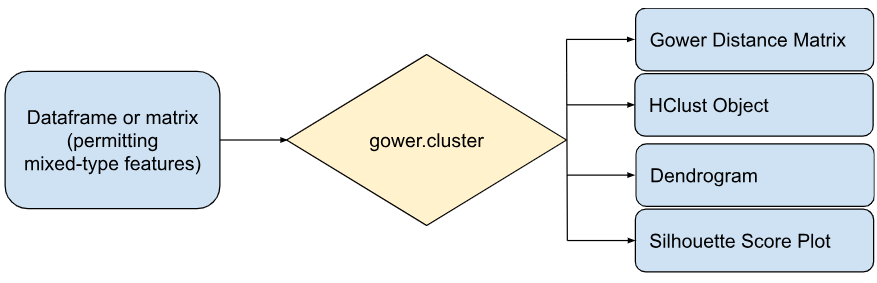 Dataframe or matrix
(permitting
mixed-type features)
gower.cluster
Gower Distance Matrix
HClust Object
Dendrogram
Silhouette Score Plot